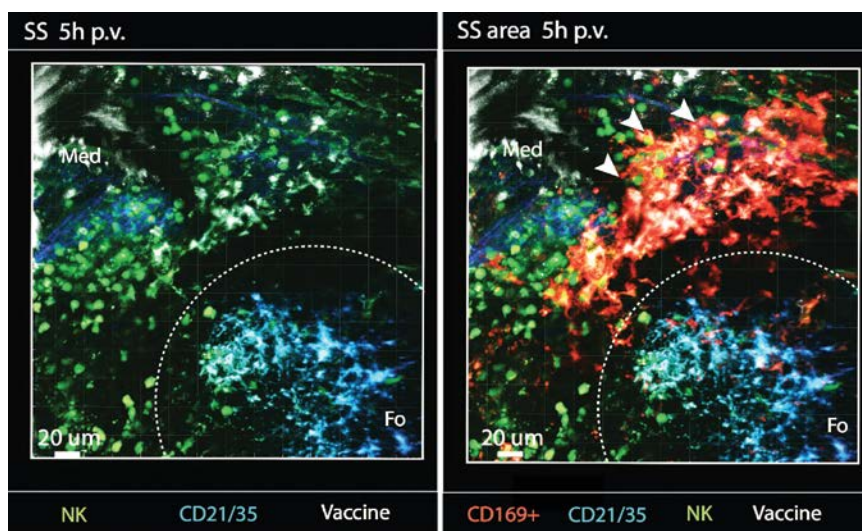 SS 5h p.v.
Med
Fo
20 um
NK CD21/35 Vaccine
SS area 5h p.v.
Med
Fo
20 um
CD169+ CD21/35 NK Vaccine